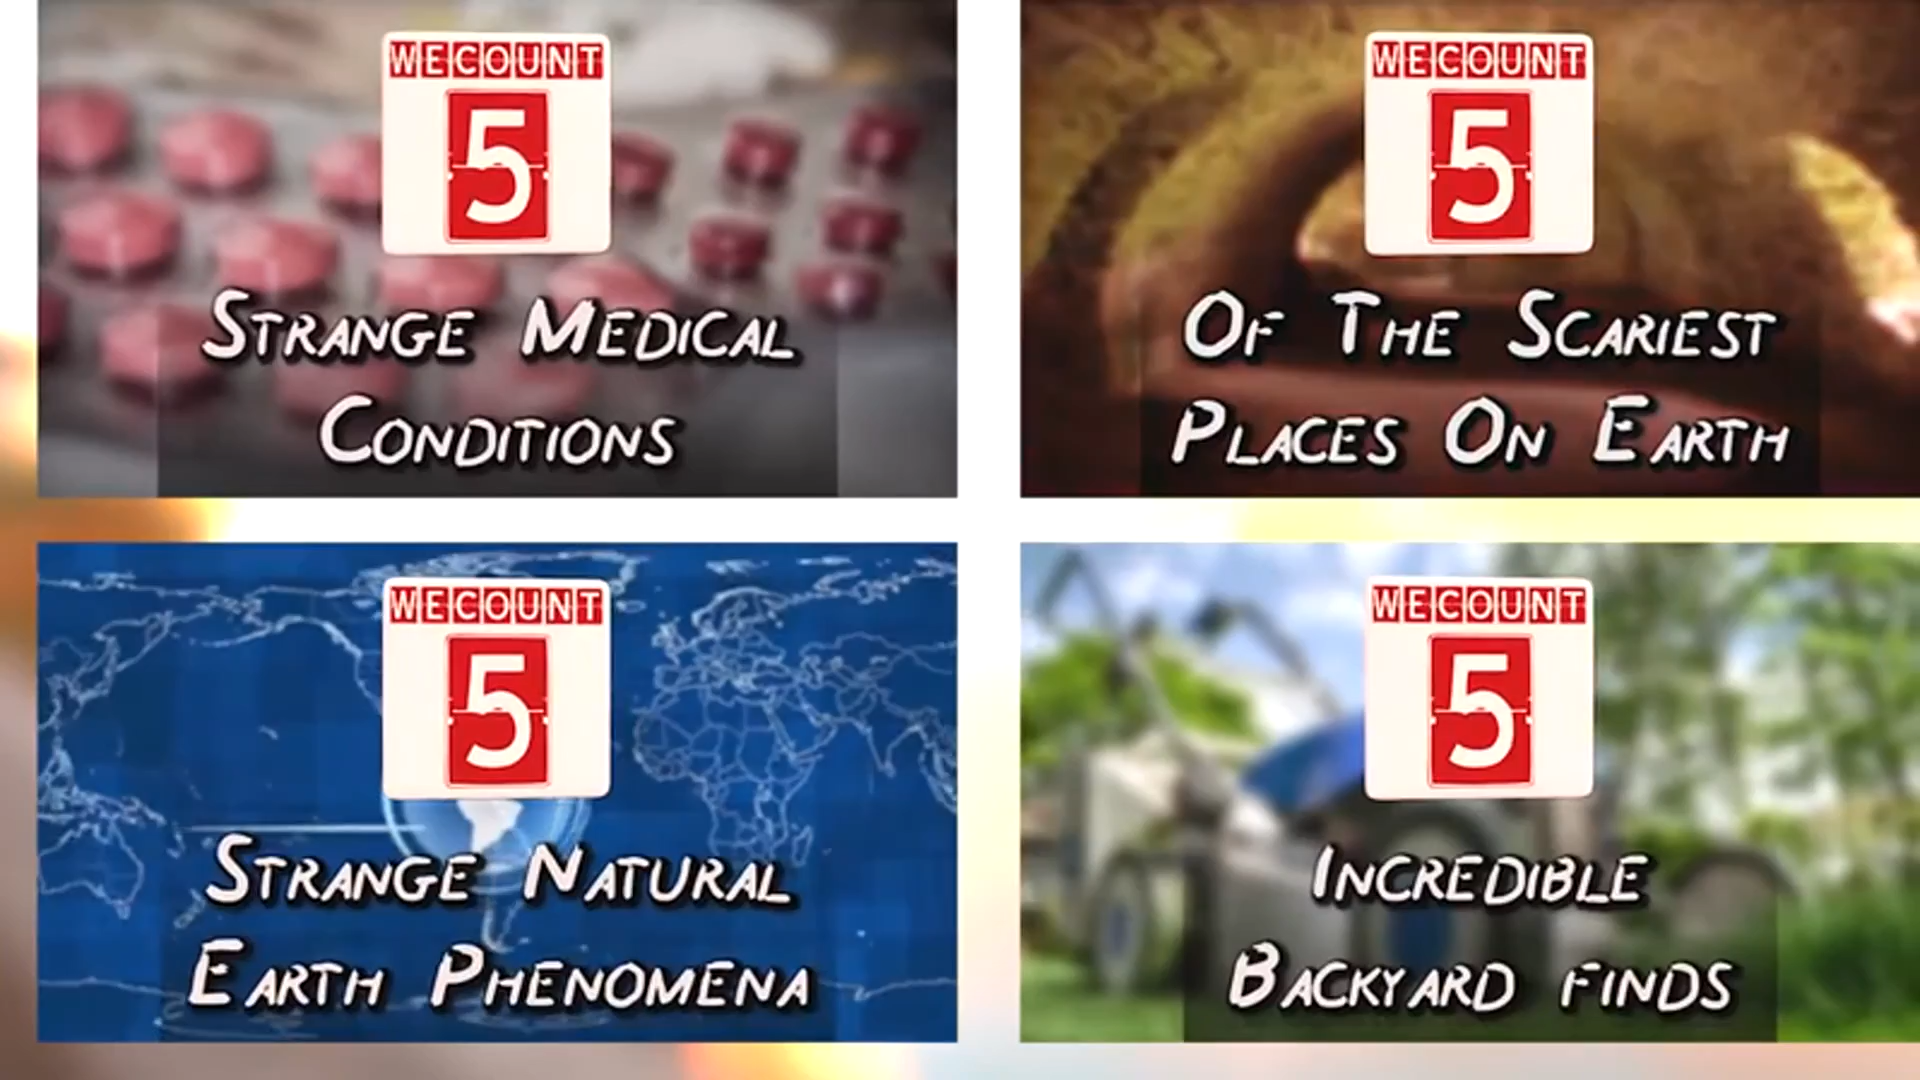 WECOUNT
5
STRANGE MEDICAL
CONDITIONS
WECOUNT
5
OF THE SCARIEST
PLACES ON EARTH
WECOUNT
5
STRANGE NATURAL
EARTH PHENOMENA
WECOUNT
5
INCREDIBLE
BACKYARD FINDS